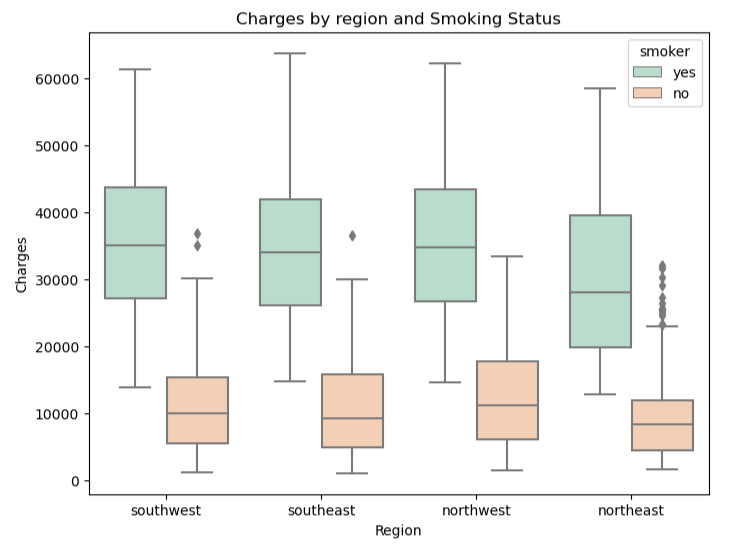 Charges by region and Smoking Status
smoker
yes
no
60000
50000
40000
30000
20000
10000
0
Charges
southwest southeast northwest northeast
Region